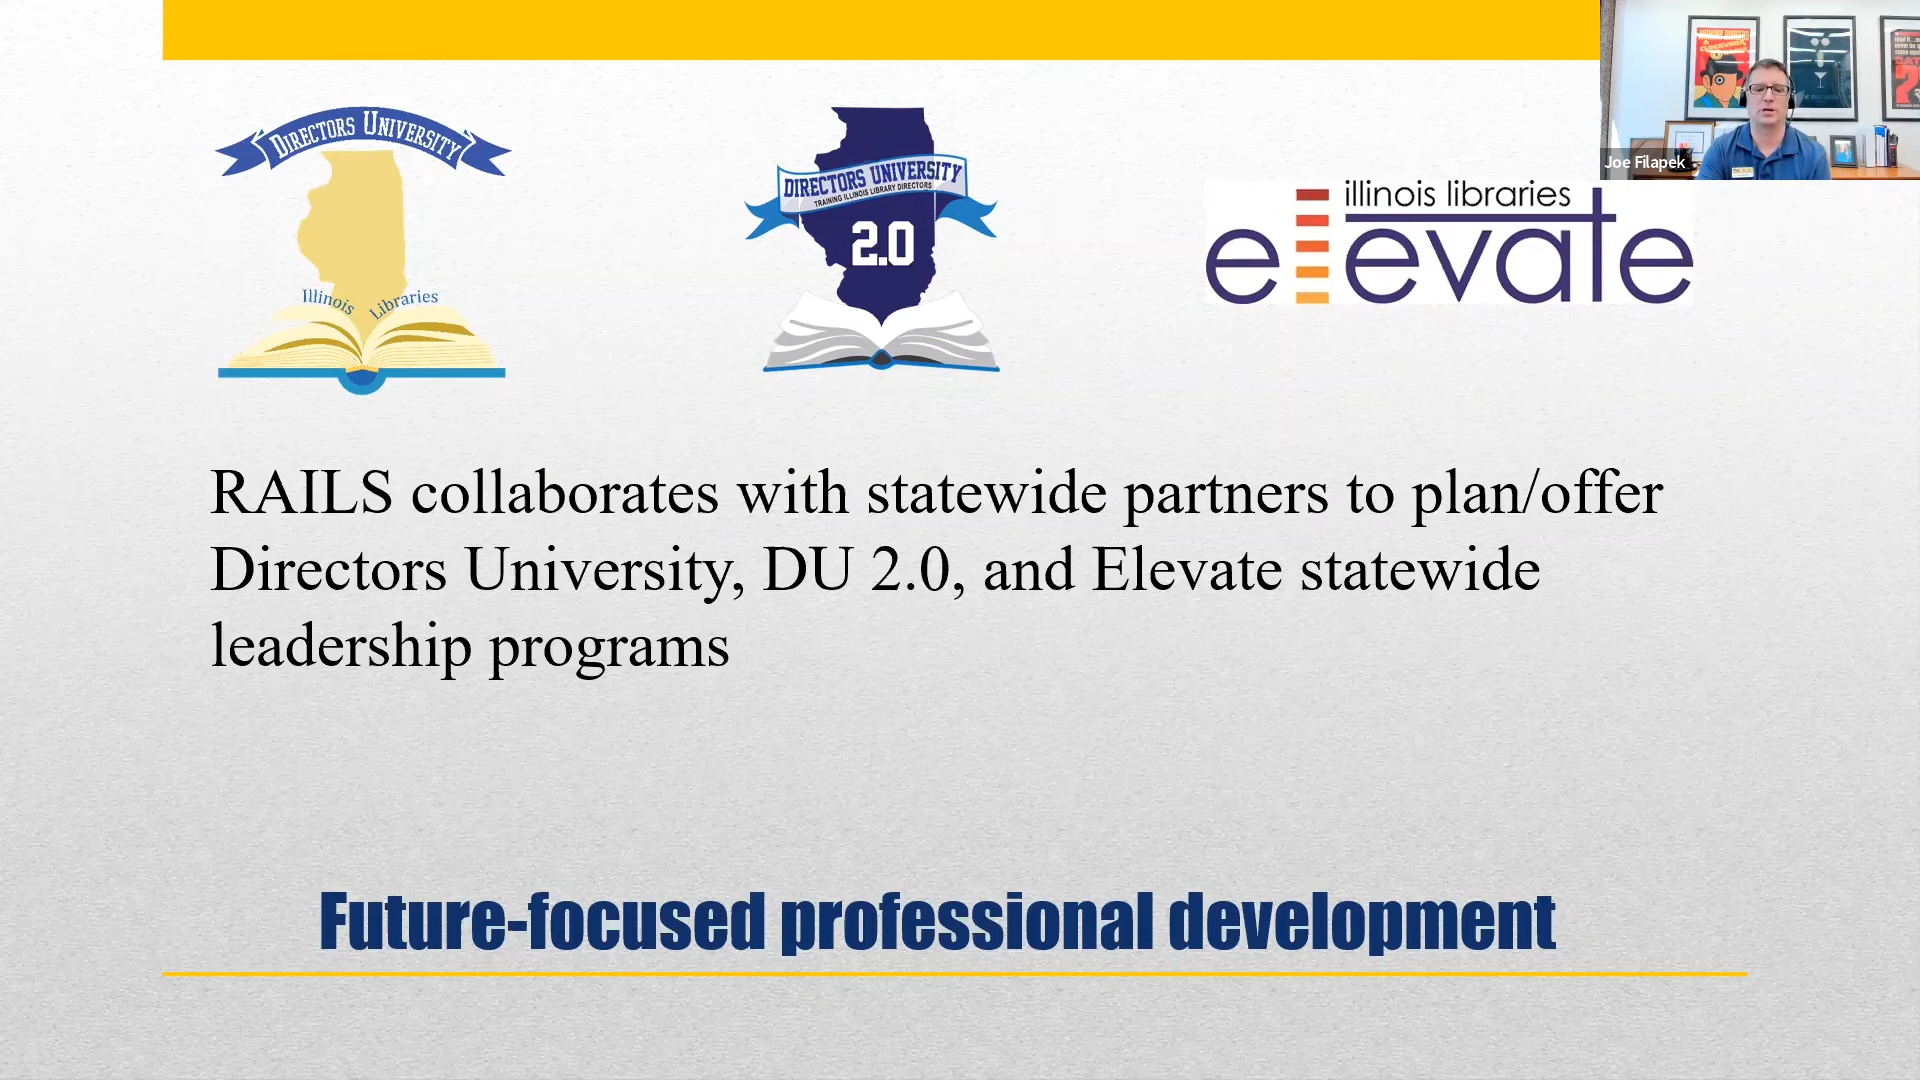 DIRECTORS UNIVERSITY
Illinois Libraries
DIRECTORS UNIVERSITY
TRAINING ILLINOIS LIBRARY DIRECTORS
2.0
illinois libraries
elevate
Joe Filapek
RAILS collaborates with statewide partners to plan/offer
Directors University, DU 2.0, and Elevate statewide
leadership programs
Future-focused professional development